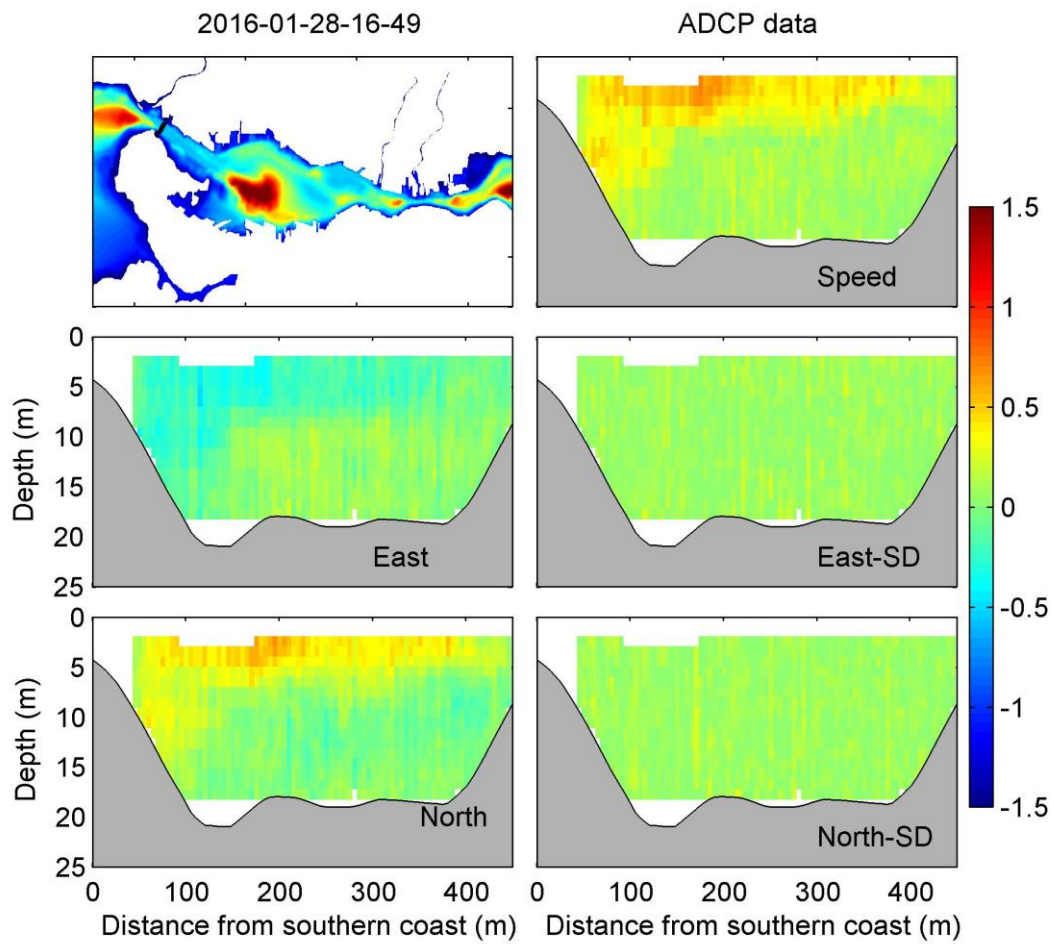 2016-01-28-16-49
ADCP data
Speed
1.5
1
0.5
0
-0.5
-1
-1.5
0
5
10
15
20
25
Depth (m)
East
East-SD
0
5
10
15
20
25
Depth (m)
North
North-SD
0 100 200 300 400
0 100 200 300 400
Distance from southern coast (m)
Distance from southern coast (m)